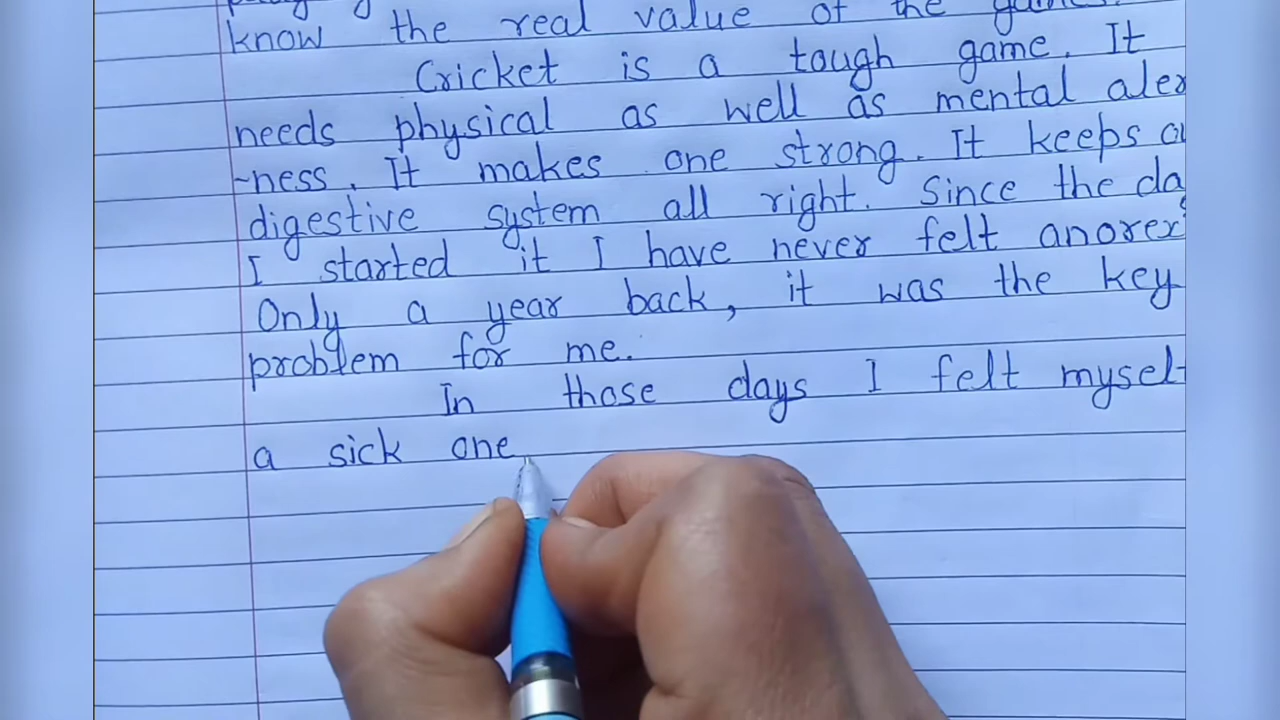 know the real value of the
Cricket is a tough game. It
needs physical as well as mental aler
-ness. It makes one strong. It keeps
digestive system all right. Since the da
I started it I have never felt anorex
Only a year back, it was the key
problem for me.
In those days I felt mysel
a sick one